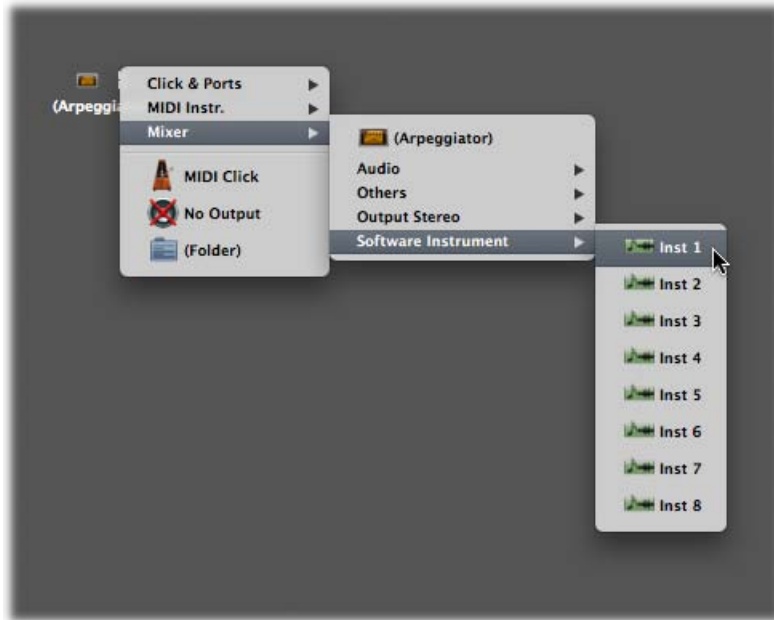 (Arpeggia
Click & Ports
MIDI Instr.
Mixer
MIDI Click
No Output
(Folder)
(Arpeggiator)
Audio
Others
Output Stereo
Software Instrument
Inst 1
Inst 2
Inst 3
Inst 4
Inst 5
Inst 6
Inst 7
Inst 8